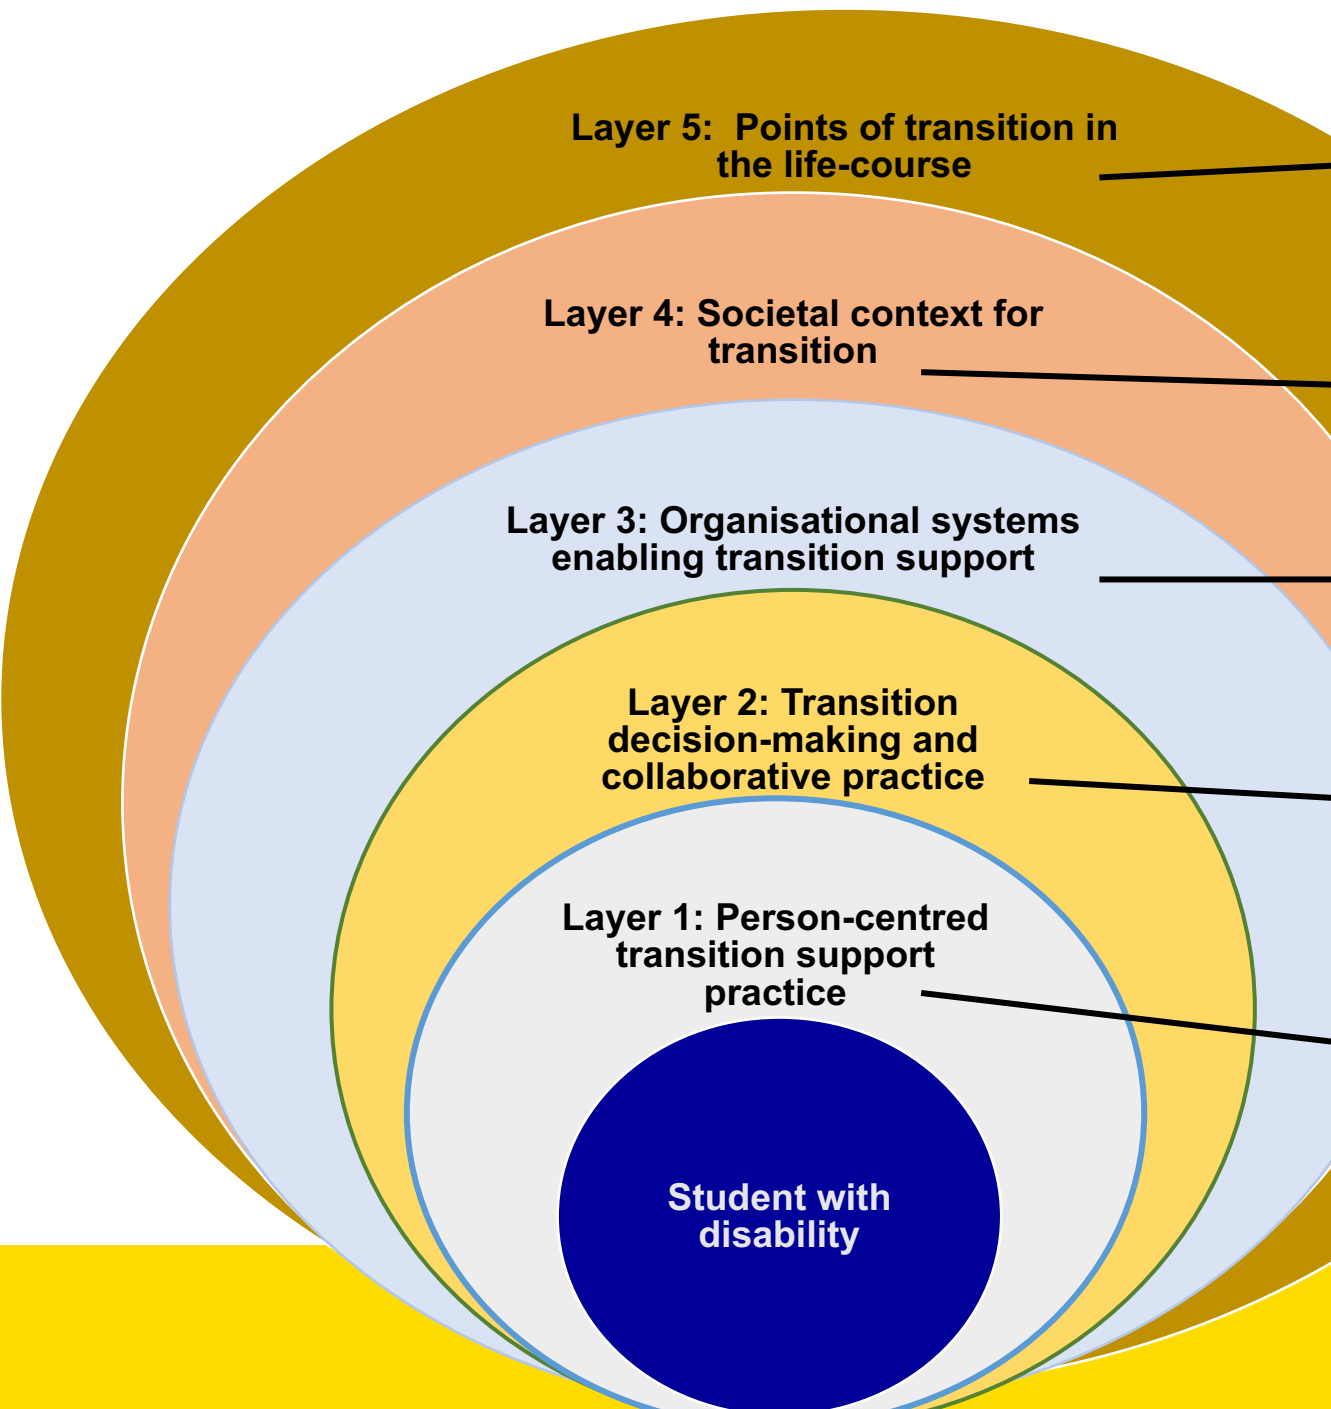 Layer 5:  Points of transition in
the life-course
Layer 4: Societal context for
transition
Layer 3: Organisational systems
enabling transition support
Layer 2: Transition
decision-making and
collaborative practice
Layer 1: Person-centred
transition support
practice
Student with
disability